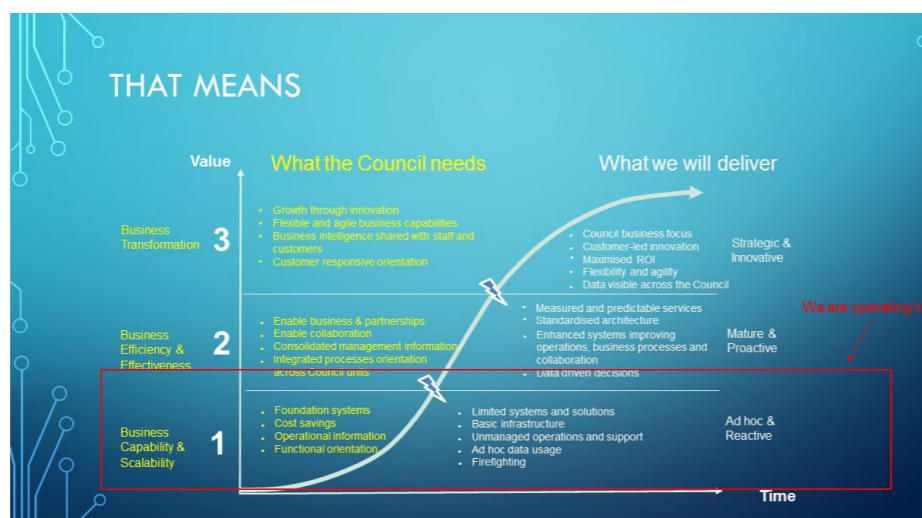 THAT MEANS
Value
What the Council needs
What we will deliver
Business
Transformation
3
• Growth through innovation
• Flexible and agile business capabilities
• Business intelligence shared with staff and
customers
• Customer responsive orientation
• Council business focus
• Customer-led innovation
• Maximised ROI
• Flexibility and agility
• Data visible across the Council
Strategic &
Innovative
Business
Efficiency &
Effectiveness
2
• Enable business & partnerships
• Enable collaboration
• Consolidated management information
• Integrated processes orientation
across Council units
• Measured and predictable services
• Standardised architecture
• Enhanced systems improving
operations, business processes and
collaboration
• Data driven decisions
Mature &
Proactive
We are operating
Business
Capability &
Scalability
1
• Foundation systems
• Cost savings
• Operational information
• Functional orientation
• Limited systems and solutions
• Basic infrastructure
• Unmanaged operations and support
• Ad hoc data usage
• Firefighting
Ad hoc &
Reactive
Time